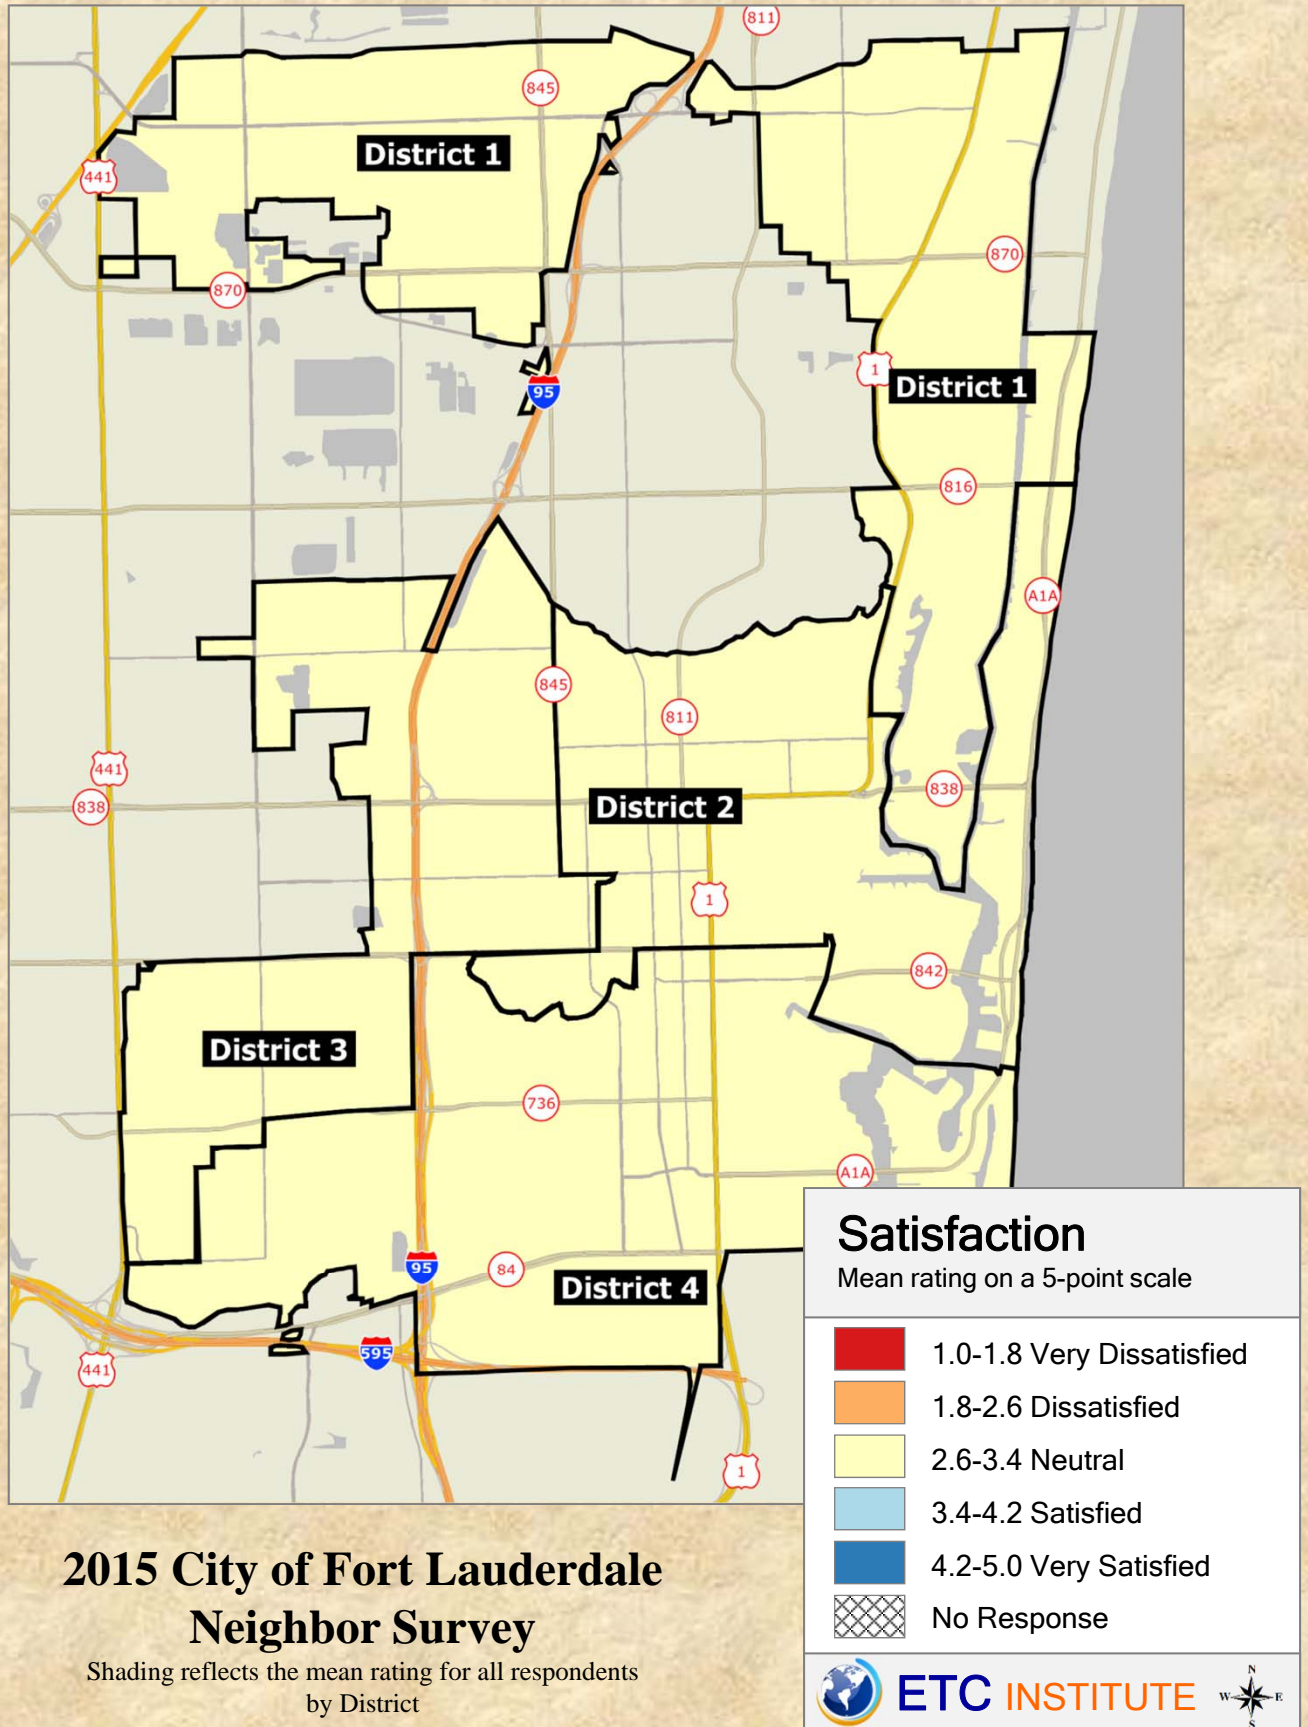 811
845
District 1
441
870
870
1
District 1
95
816
A1A
845
811
441
838
District 2
838
1
842
District 3
736
A1A
95
84
District 4
595
441
1
Satisfaction
Mean rating on a 5-point scale
1.0-1.8 Very Dissatisfied
1.8-2.6 Dissatisfied
2.6-3.4 Neutral
3.4-4.2 Satisfied
4.2-5.0 Very Satisfied
No Response
2015 City of Fort Lauderdale
Neighbor Survey
Shading reflects the mean rating for all respondents
by District
ETC INSTITUTE
N
W E
S